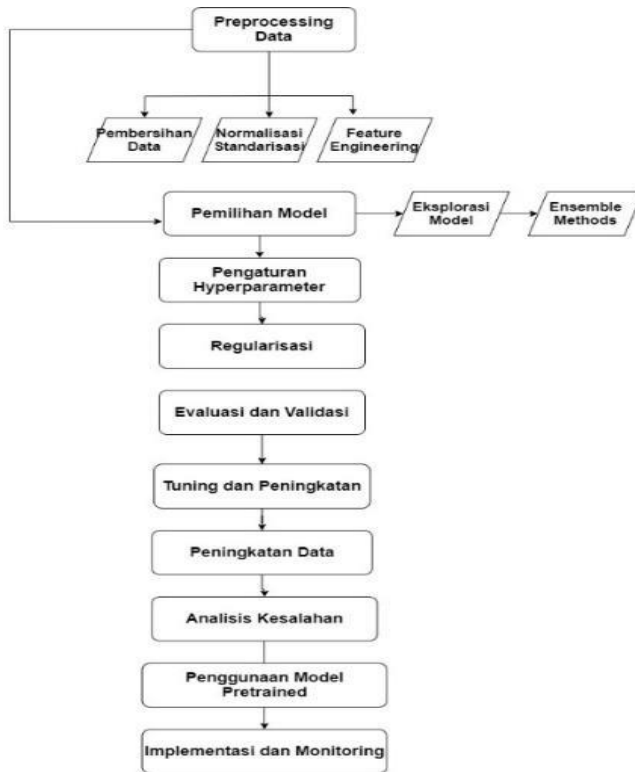 Preprocessing
Data
Pembersihan
Data
Normalisasi
Standarisasi
Feature
Engineering
Pemilihan Model
Eksplorasi
Model
Ensemble
Methods
Pengaturan
Hyperparameter
Regularisasi
Evaluasi dan Validasi
Tuning dan Peningkatan
Peningkatan Data
Analisis Kesalahan
Penggunaan Model
Pretrained
Implementasi dan Monitoring